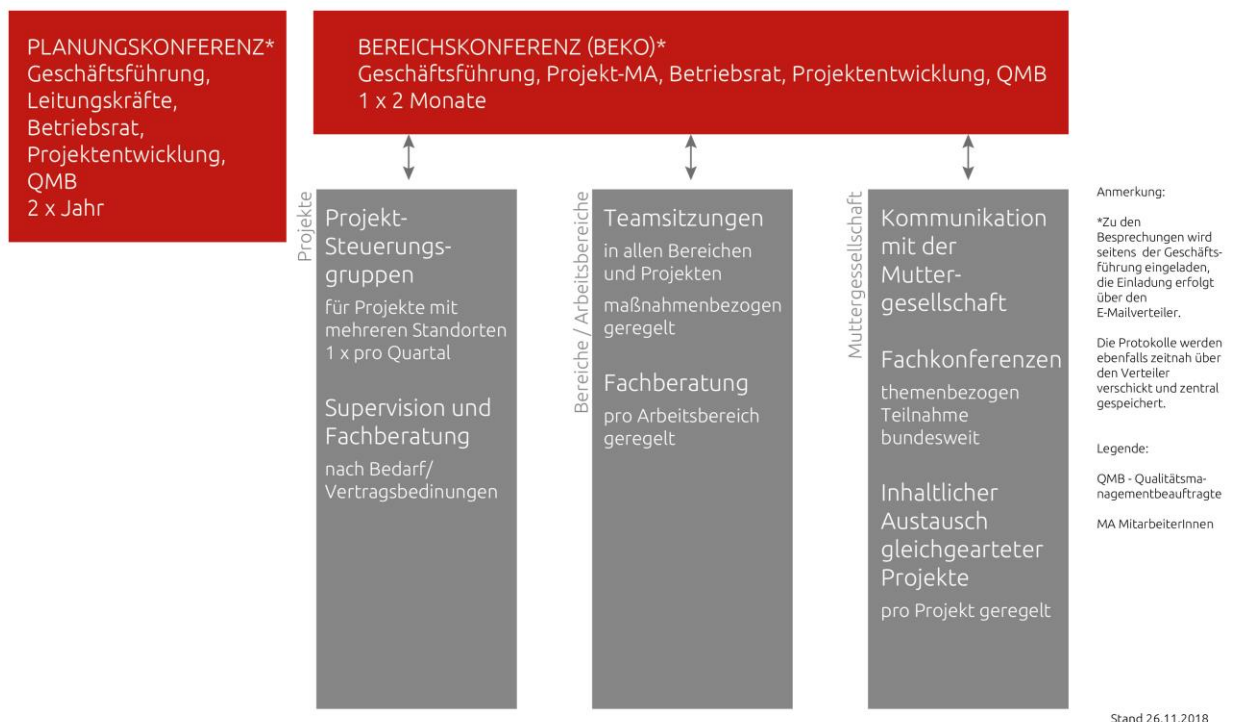 PLANUNGSKONFERENZ*
Geschäftsführung,
Leitungskräfte,
Betriebsrat,
Projektentwicklung,
QMB
2 x Jahr
BEREICHSKONFERENZ (BEKO)*
Geschäftsführung, Projekt-MA, Betriebsrat, Projektentwicklung, QMB
1 x 2 Monate
Projekte
Projekt-
Steuerungs-
gruppen
für Projekte mit
mehreren Standorten
1 x pro Quartal
Supervision und
Fachberatung
nach Bedarf/
Vertragsbedinungen
Bereiche / Arbeitsbereiche
Teamsitzungen
in allen Bereichen
und Projekten
maßnahmenbezogen
geregelt
Fachberatung
pro Arbeitsbereich
geregelt
Muttergessellschaft
Kommunikation
mit der
Mutter-
gesellschaft
Fachkonferenzen
themenbezogen
Teilnahme
bundesweit
Inhaltlicher
Austausch
gleichgearteter
Projekte
pro Projekt geregelt
Anmerkung:
*Zu den
Besprechungen wird
seitens der Geschäfts-
führung eingeladen,
die Einladung erfolgt
über den
E-Mailverteiler.
Die Protokolle werden
ebenfalls zeitnah über
den Verteiler
verschickt und zentral
gespeichert.
Legende:
QMB - Qualitätsma-
nagementbeauftragte
MA MitarbeiterInnen
Stand 26.11.2018